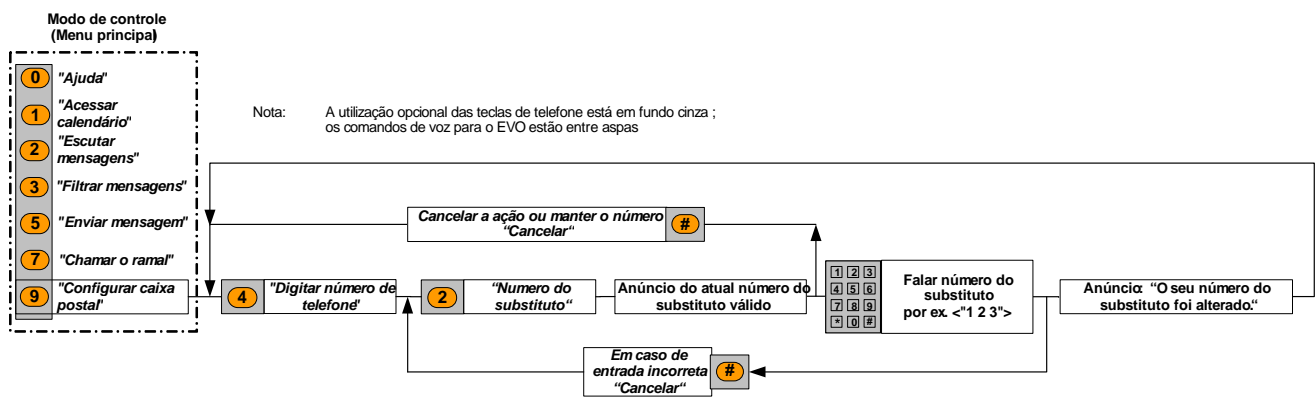 Modo de controle
(Menu principal)
0 "Ajuda"
1 "Acessar
calendário"
2 "Escutar
mensagens"
3 "Filtrar mensagens"
5 "Enviar mensagem"
7 "Chamar o ramal"
9 "Configurar caixa
postal"
Nota: A utilização opcional das teclas de telefone está em fundo cinza ;
os comandos de voz para o EVO estão entre aspas
Cancelar a ação ou manter o número
“Cancelar“
#
4 "Digitar número de
telefone"
2 “Numero do
substituto“
Anúncio do atual número do
substituto válido
1 2 3
4 5 6
7 8 9
* 0 #
Falar número do
substituto
por ex. <"1 2 3">
Anúncio: “O seu número do
substituto foi alterado.“
Em caso de
entrada incorreta
“Cancelar“
#